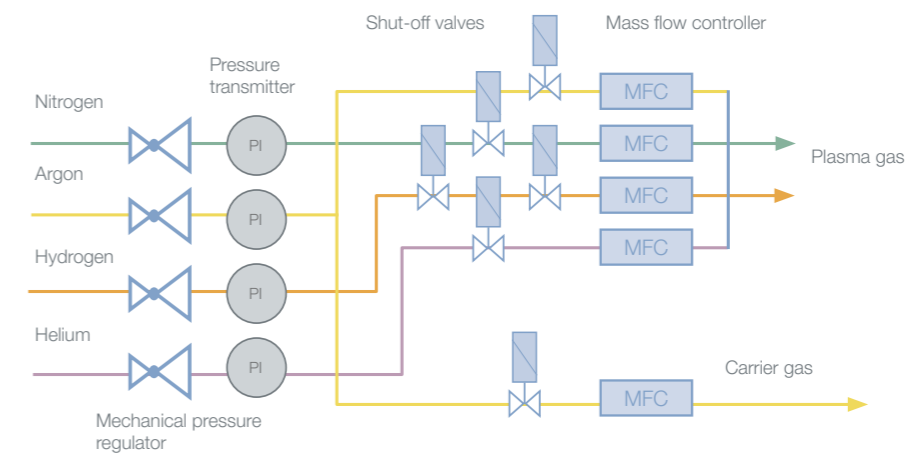 Shut-off valves
Mass flow controller
Pressure
transmitter
Nitrogen
MFC
PI
MFC
Plasma gas
Argon
PI
MFC
Hydrogen
MFC
PI
Helium
PI
Carrier gas
MFC
Mechanical pressure
regulator